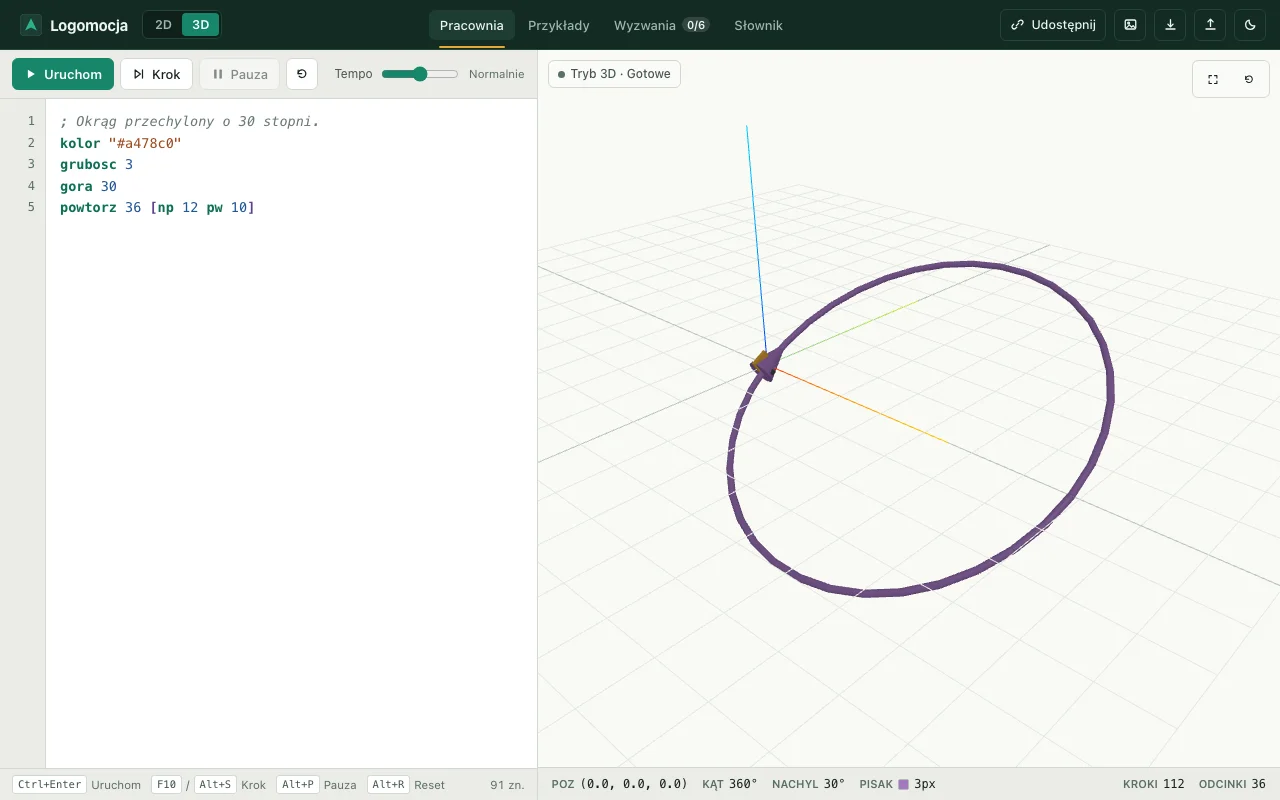 Logomocja 2D 3D Pracownia Przykłady Wyzwania 0/6 Słownik Udostępnij
Uruchom Krok Pauza Tempo Normalnie
Tryb 3D · Gotowe
1 ; Okrąg przechylony o 30 stopni.
2 kolor "#a478c0"
3 grubosc 3
4 gora 30
5 powtorz 36 [np 12 pw 10]
Ctrl+Enter Uruchom F10 / Alt+S Krok Alt+P Pauza Alt+R Reset 91 zn.
POZ (0.0, 0.0, 0.0) KĄT 360° NACHYL 30° PISAK 3px KROKI 112 ODCINKI 36